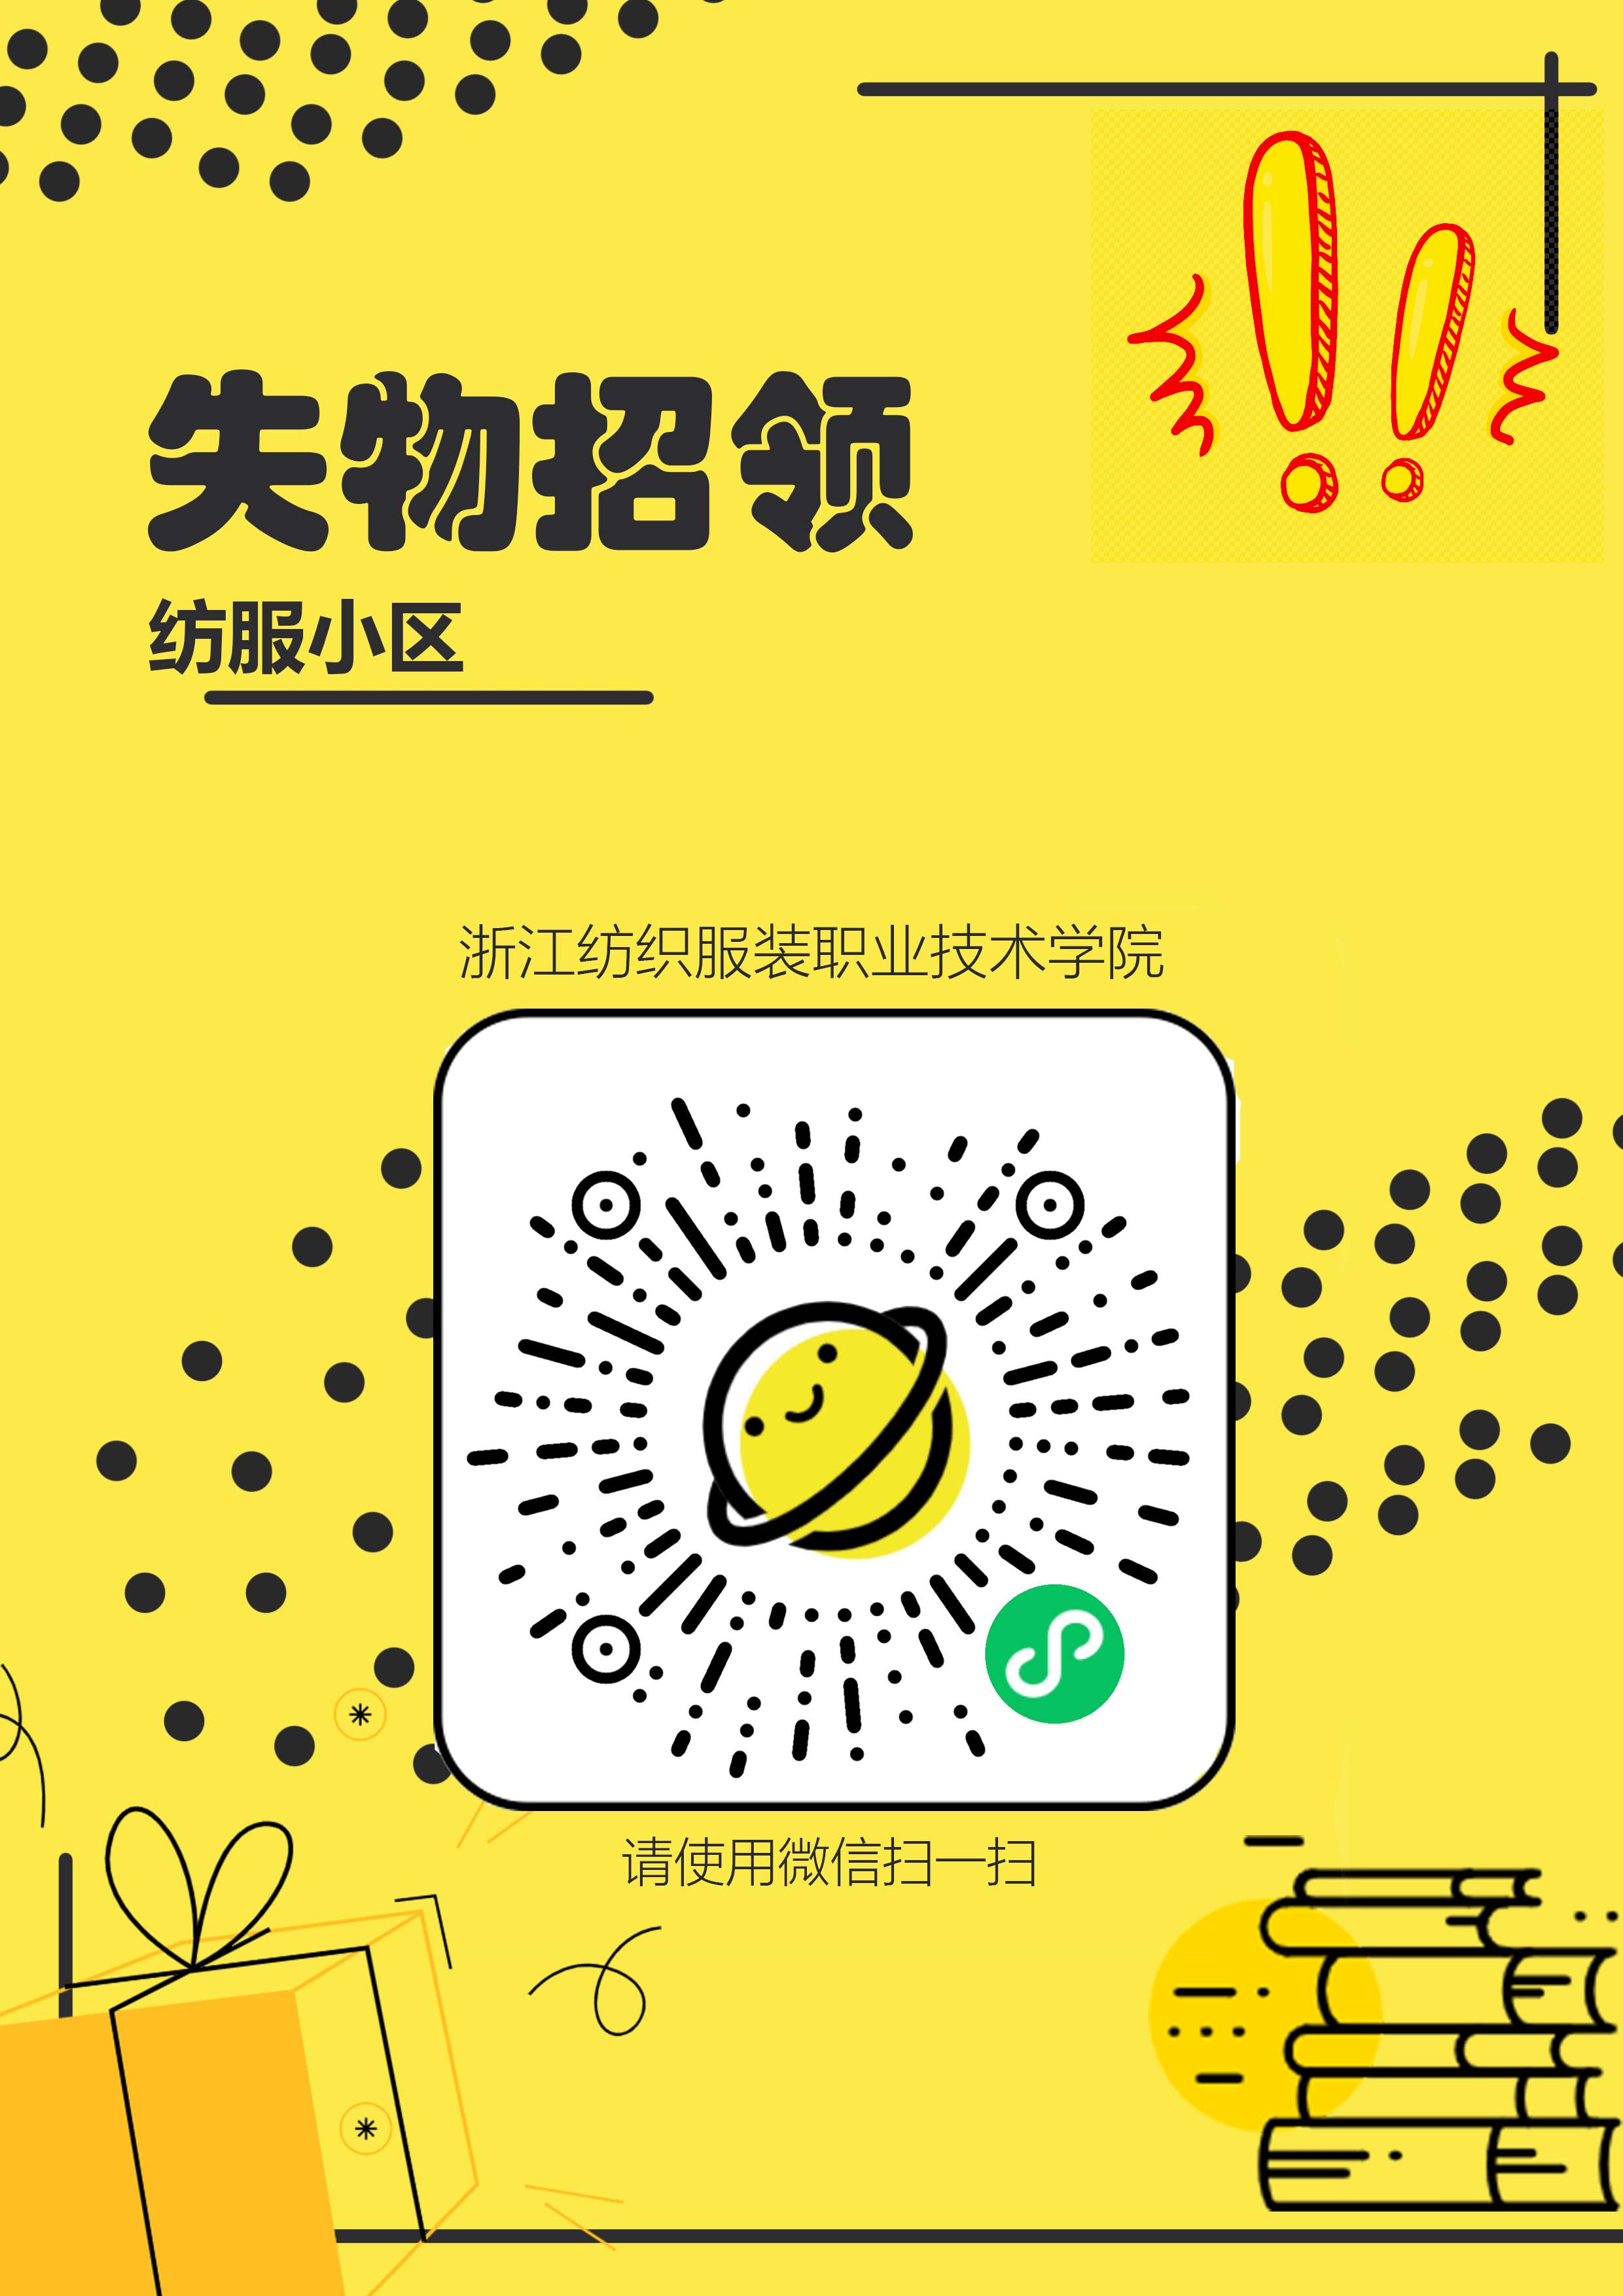 失物招领
纺服小区
浙江纺织服装职业技术学院
请使用微信扫一扫